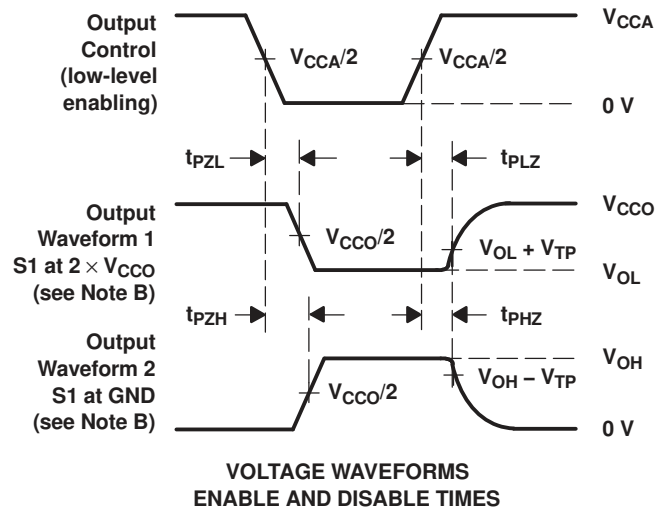 Output
Control
(low-level
enabling)
VCCA/2
VCCA/2
VCCA
0 V
tPZL
tPLZ
Output
Waveform 1
S1 at 2 × VCCO
(see Note B)
VCCO/2
VCCO
VOL + VTP
VOL
tPZH
tPHZ
Output
Waveform 2
S1 at GND
(see Note B)
VCCO/2
VOH
VOH − VTP
0 V
VOLTAGE WAVEFORMS
ENABLE AND DISABLE TIMES